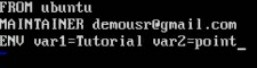 FROM ubuntu
MAINTAINER demousr@gmail.com
ENV var1=Tutorial var2=point_